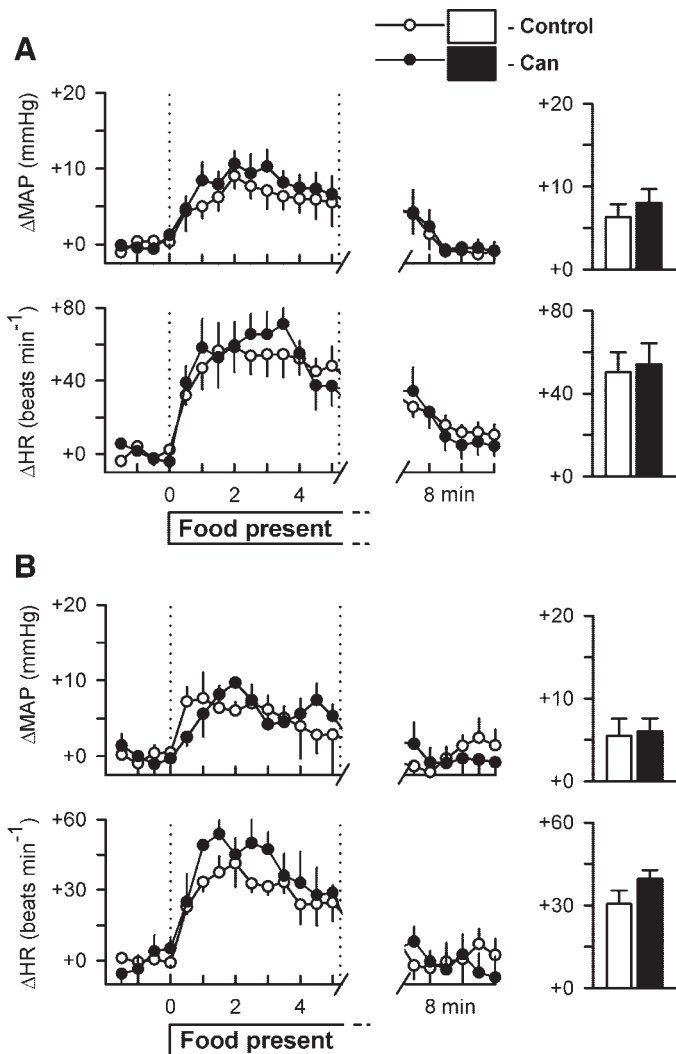 - Control
- Can
A
+20
+10
+0
ΔMAP (mmHg)
+20
+10
+0
+80
+40
+0
ΔHR (beats min⁻¹)
0 2 4 8 min
+80
+40
+0
Food present
B
+20
+10
+0
ΔMAP (mmHg)
+20
+10
+0
+60
+30
+0
ΔHR (beats min⁻¹)
0 2 4 8 min
+60
+30
+0
Food present